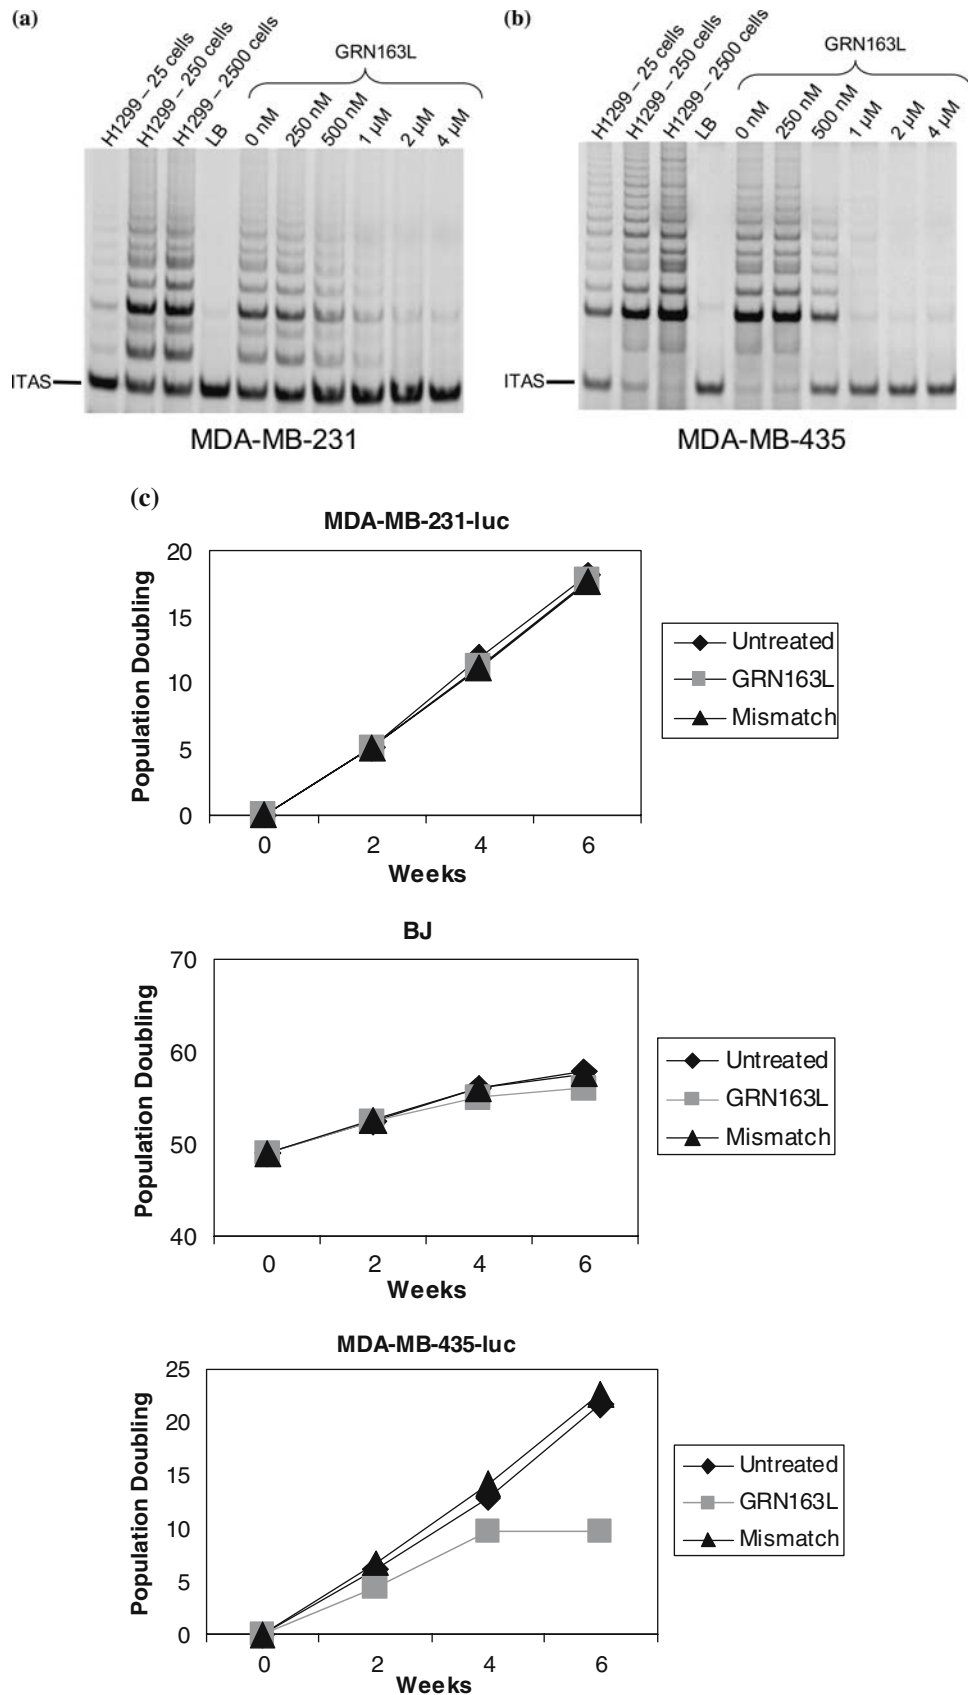 (a)
H1299 – 25 cells
H1299 – 250 cells
H1299 – 2500 cells
LB
GRN163L
0 nM
250 nM
500 nM
1 µM
2 µM
4 µM
ITAS
MDA-MB-231
(b)
H1299 – 25 cells
H1299 – 250 cells
H1299 – 2500 cells
LB
GRN163L
0 nM
250 nM
500 nM
1 µM
2 µM
4 µM
ITAS
MDA-MB-435
(c)
MDA-MB-231-luc
Population Doubling
20
15
10
5
0
0 2 4 6
Weeks
Untreated
GRN163L
Mismatch
BJ
Population Doubling
70
60
50
40
0 2 4 6
Weeks
Untreated
GRN163L
Mismatch
MDA-MB-435-luc
Population Doubling
25
20
15
10
5
0
0 2 4 6
Weeks
Untreated
GRN163L
Mismatch